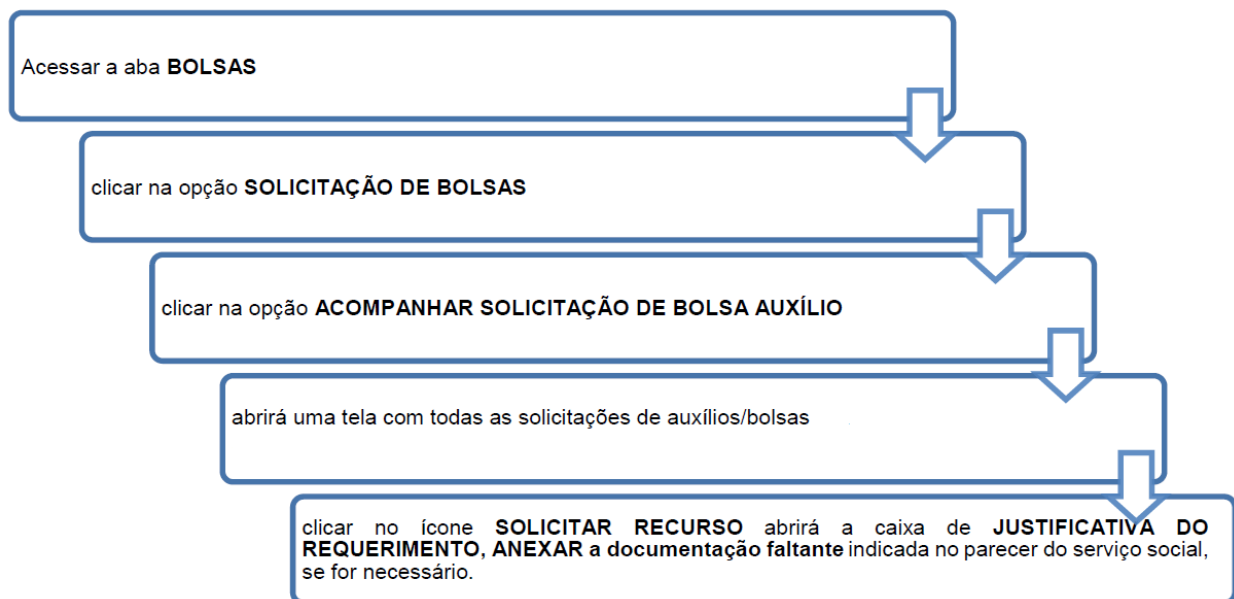 Acessar a aba BOLSAS
clicar na opção SOLICITAÇÃO DE BOLSAS
clicar na opção ACOMPANHAR SOLICITAÇÃO DE BOLSA AUXÍLIO
abrirá uma tela com todas as solicitações de auxílios/bolsas
clicar no ícone SOLICITAR RECURSO abrirá a caixa de JUSTIFICATIVA DO
REQUERIMENTO, ANEXAR a documentação faltante indicada no parecer do serviço social,
se for necessário.